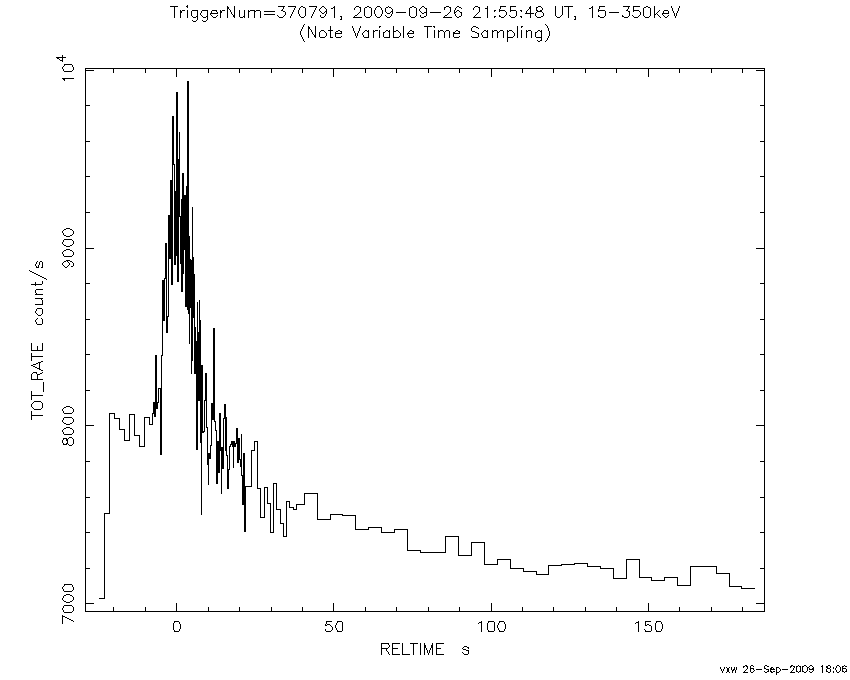 TriggerNum=370791, 2009-09-26 21:55:48 UT, 15-350keV
(Note Variable Time Sampling)
10^4
9000
8000
7000
TOT_RATE count/s
0 50 100 150
RELTIME s
vxw 26-Sep-2009 18:06